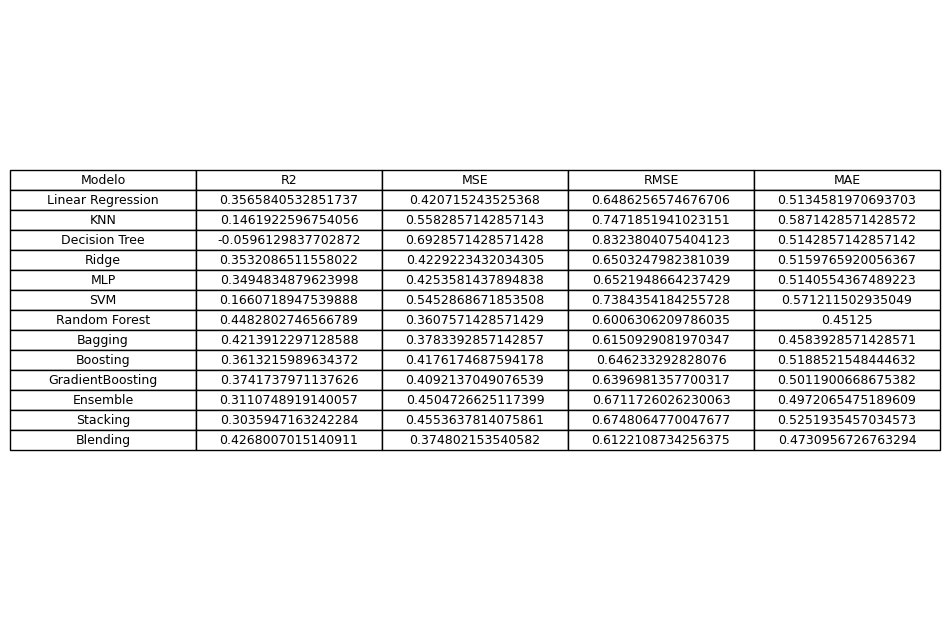 Modelo R2 MSE RMSE MAE
Linear Regression 0.3565840532851737 0.420715243525368 0.6486256574676706 0.5134581970693703
KNN 0.1461922596754056 0.5582857142857143 0.7471851941023151 0.5871428571428572
Decision Tree -0.0596129837702872 0.6928571428571428 0.8323804075404123 0.5142857142857142
Ridge 0.3532086511558022 0.4229223432034305 0.6503247982381039 0.5159765920056367
MLP 0.3494834879623998 0.4253581437894838 0.6521948664237429 0.5140554367489223
SVM 0.1660718947539888 0.5452868671853508 0.7384354184255728 0.571211502935049
Random Forest 0.4482802746566789 0.3607571428571429 0.6006306209786035 0.45125
Bagging 0.4213912297128588 0.3783392857142857 0.6150929081970347 0.4583928571428571
Boosting 0.3613215989634372 0.4176174687594178 0.646233292828076 0.5188521548444632
GradientBoosting 0.3741737971137626 0.4092137049076539 0.6396981357700317 0.5011900668675382
Ensemble 0.3110748919140057 0.4504726625117399 0.6711726026230063 0.4972065475189609
Stacking 0.3035947163242284 0.4553637814075861 0.6748064770047677 0.5251935457034573
Blending 0.4268007015140911 0.374802153540582 0.6122108734256375 0.4730956726763294